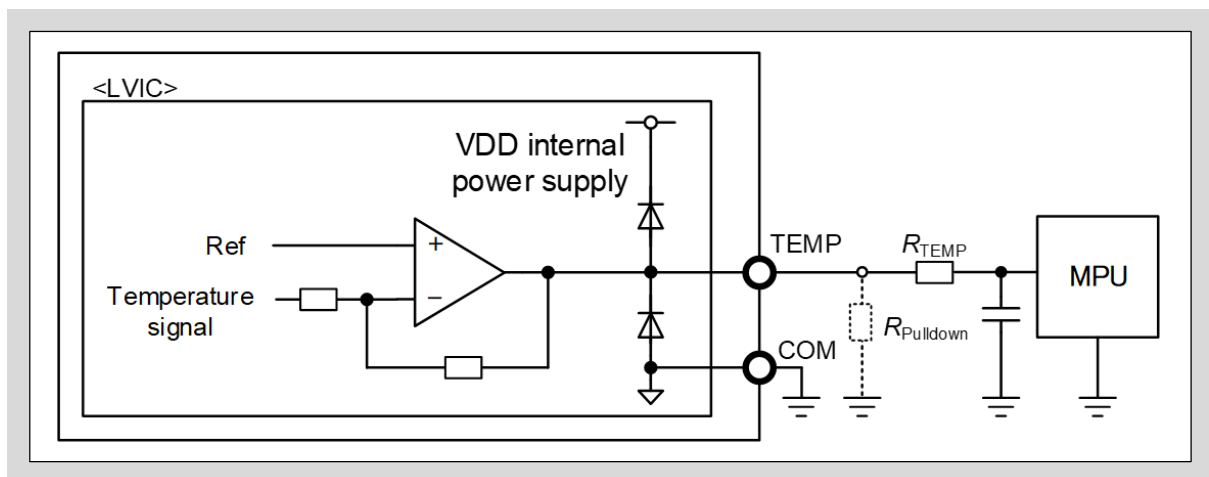 <LVIC>
VDD internal
power supply
Ref
+
Temperature
signal
−
TEMP
RTEMP
MPU
RPulldown
COM